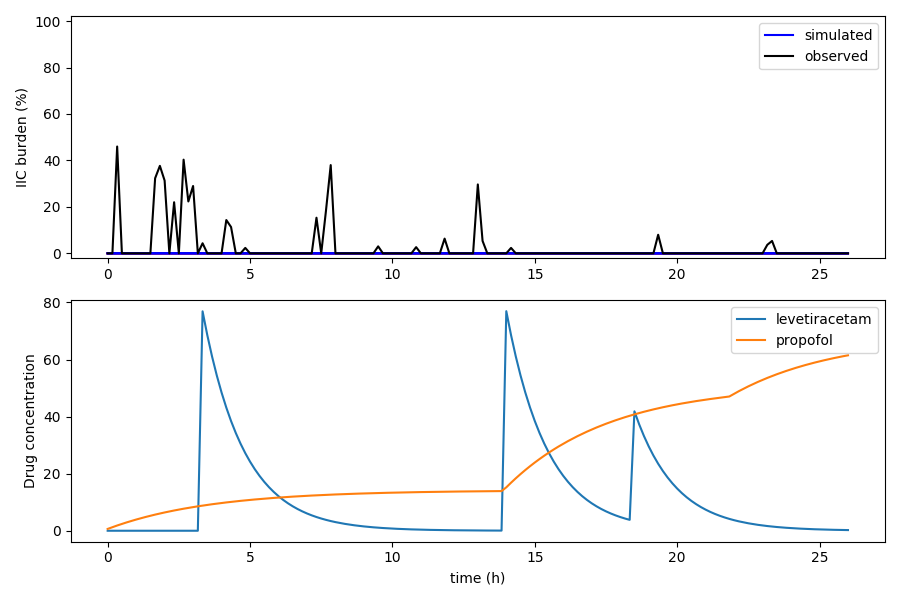 100
80
60
40
20
0
IIC burden (%)
simulated
observed
0 5 10 15 20 25
80
60
40
20
0
Drug concentration
levetiracetam
propofol
0 5 10 15 20 25
time (h)